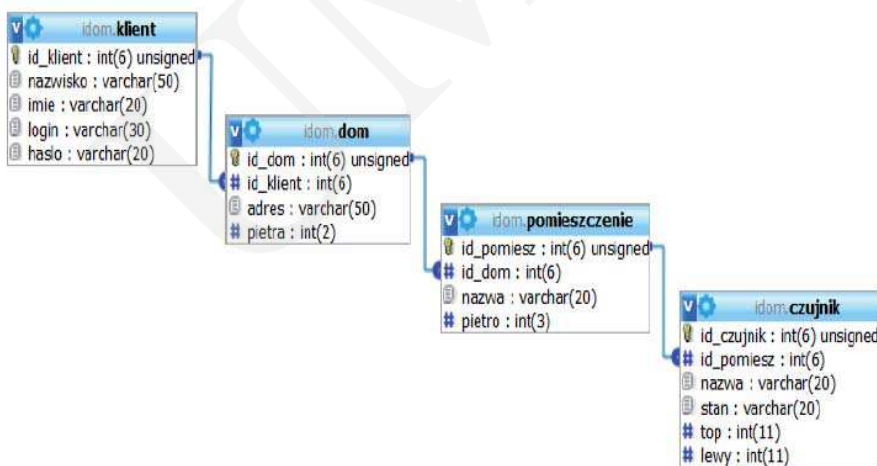 idom.klient
id_klient : int(6) unsigned
nazwisko : varchar(50)
imie : varchar(20)
login : varchar(30)
haslo : varchar(20)
idom.dom
id_dom : int(6) unsigned
id_klient : int(6)
adres : varchar(50)
pietra : int(2)
idom.pomieszczenie
id_pomiesz : int(6) unsigned
id_dom : int(6)
nazwa : varchar(20)
pietro : int(3)
idom.czujnik
id_czujnik : int(6) unsigned
id_pomiesz : int(6)
nazwa : varchar(20)
stan : varchar(20)
top : int(11)
lewy : int(11)